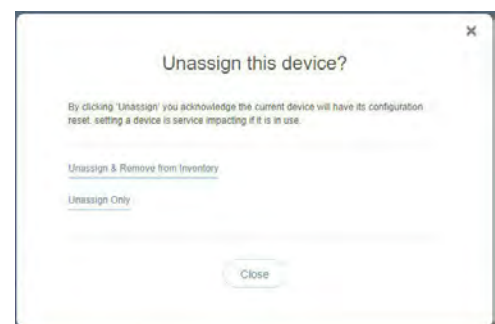 Unassign this device?
By clicking 'Unassign' you acknowledge the current device will have its configuration
reset. setting a device is service impacting if it is in use.
Unassign & Remove from Inventory
Unassign Only
Close